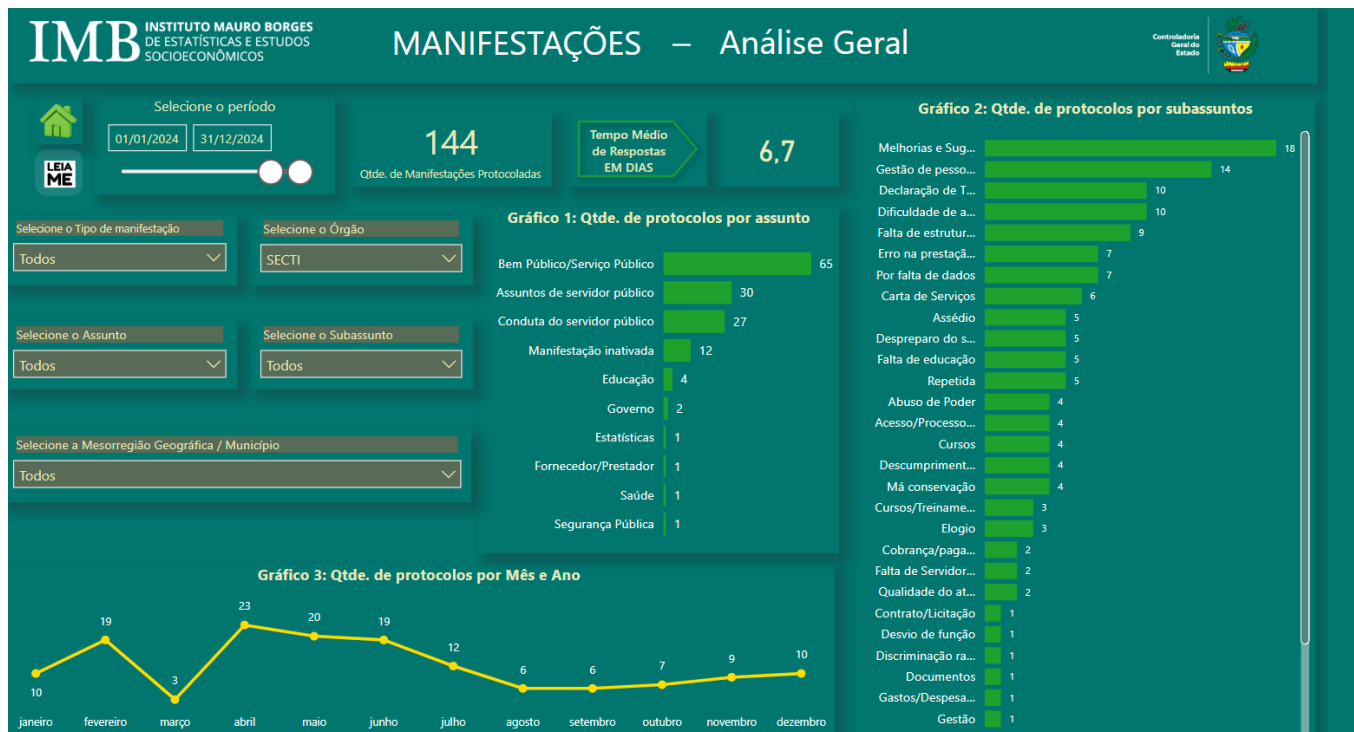 IMB INSTITUTO MAURO BORGES
DE ESTATÍSTICAS E ESTUDOS
SOCIOECONÔMICOS
MANIFESTAÇÕES – Análise Geral
Controladoria
Geral do
Estado
Selecione o período
01/01/2024 31/12/2024
LEIA
ME
144
Qtde. de Manifestações Protocoladas
Tempo Médio
de Respostas
EM DIAS
6,7
Selecione o Tipo de manifestação
Todos
Selecione o Órgão
SECTI
Selecione o Assunto
Todos
Selecione o Subassunto
Todos
Selecione a Mesorregião Geográfica / Município
Todos
Gráfico 1: Qtde. de protocolos por assunto
Bem Público/Serviço Público 65
Assuntos de servidor público 30
Conduta do servidor público 27
Manifestação inativada 12
Educação 4
Governo 2
Estatísticas 1
Fornecedor/Prestador 1
Saúde 1
Segurança Pública 1
Gráfico 2: Qtde. de protocolos por subassuntos
Melhorias e Sug... 18
Gestão de pesso... 14
Declaração de T... 10
Dificuldade de a... 10
Falta de estrutur... 9
Erro na prestaçã... 7
Por falta de dados 7
Carta de Serviços 6
Assédio 5
Despreparo do s... 5
Falta de educação 5
Repetida 5
Abuso de Poder 4
Acesso/Processo... 4
Cursos 4
Descumpriment... 4
Má conservação 4
Cursos/Treiname... 3
Elogio 3
Cobrança/paga... 2
Falta de Servidor... 2
Qualidade do at... 2
Contrato/Licitação 1
Desvio de função 1
Discriminação ra... 1
Documentos 1
Gastos/Despesa... 1
Gestão 1
Gráfico 3: Qtde. de protocolos por Mês e Ano
10 19 3 23 20 19 12 6 6 7 9 10
janeiro fevereiro março abril maio junho julho agosto setembro outubro novembro dezembro